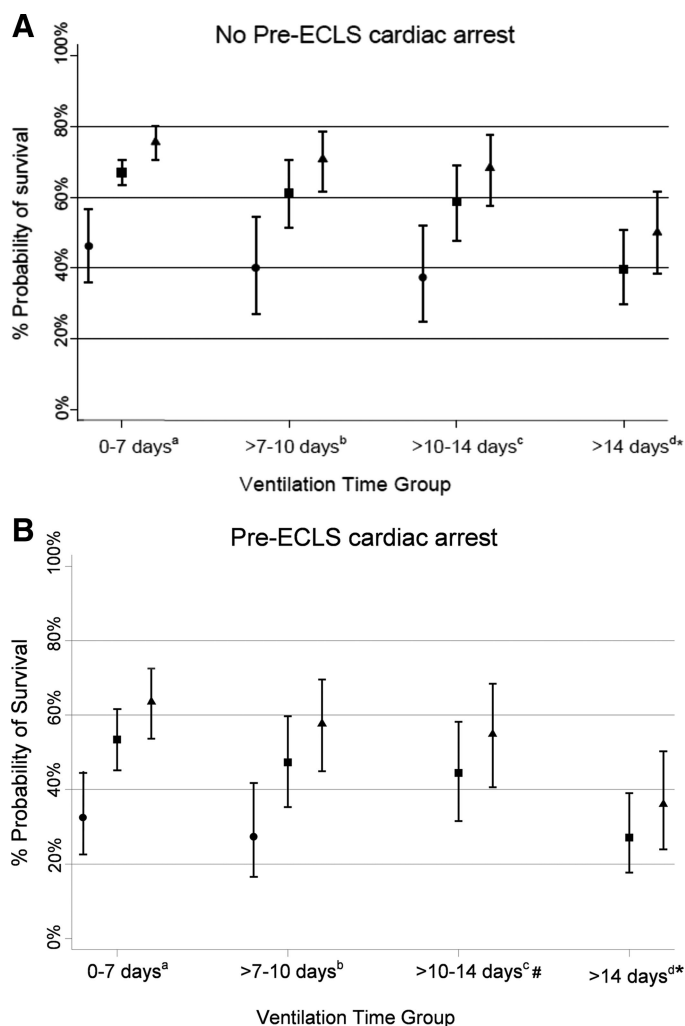 A
No Pre-ECLS cardiac arrest
% Probability of survival
100%
80%
60%
40%
20%
0%
0-7 daysᵃ >7-10 daysᵇ >10-14 daysᶜ >14 daysᵈ*
Ventilation Time Group
B
Pre-ECLS cardiac arrest
% Probability of Survival
100%
80%
60%
40%
20%
0%
0-7 daysᵃ >7-10 daysᵇ >10-14 daysᶜ # >14 daysᵈ*
Ventilation Time Group